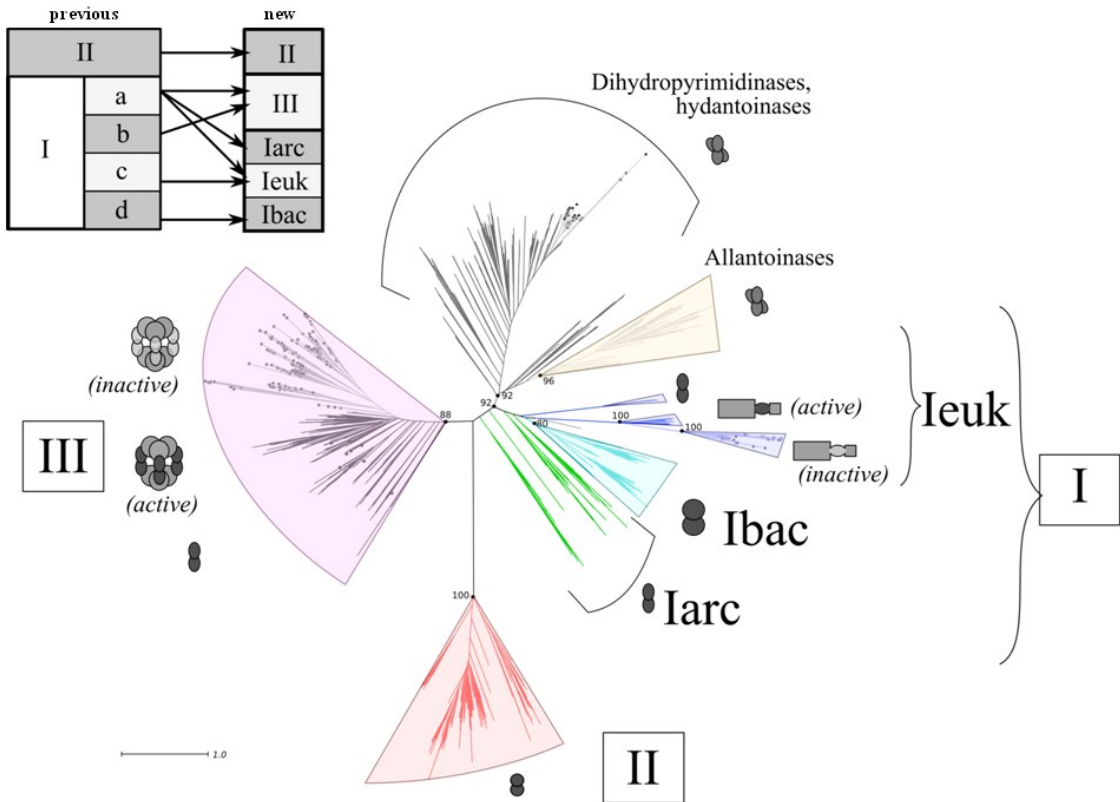 previous
new
II
II
I
a
b
c
d
III
Iarc
Ieuk
Ibac
Dihydropyrimidinases,
hydantoinases
Allantoinases
96
92
92
88
80
100
100
100
(inactive)
III
(active)
(active)
(inactive)
Ieuk
I
Ibac
Iarc
II
1.0